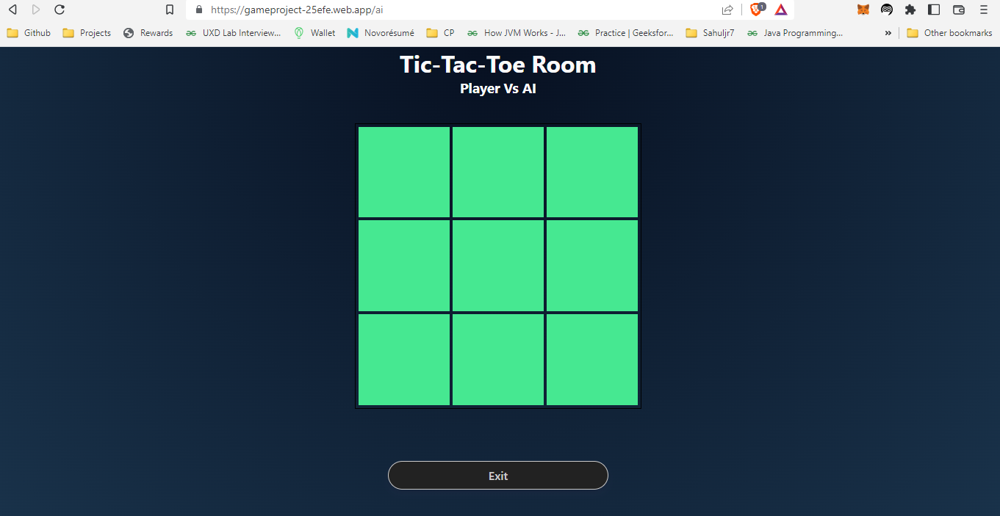 https://gameproject-25efe.web.app/ai
1
Github Projects Rewards UXD Lab Interview... Wallet Novorésumé CP How JVM Works - J... Practice | Geeksfor... Sahuljr7 Java Programming... » Other bookmarks
Tic-Tac-Toe Room
Player Vs AI
Exit